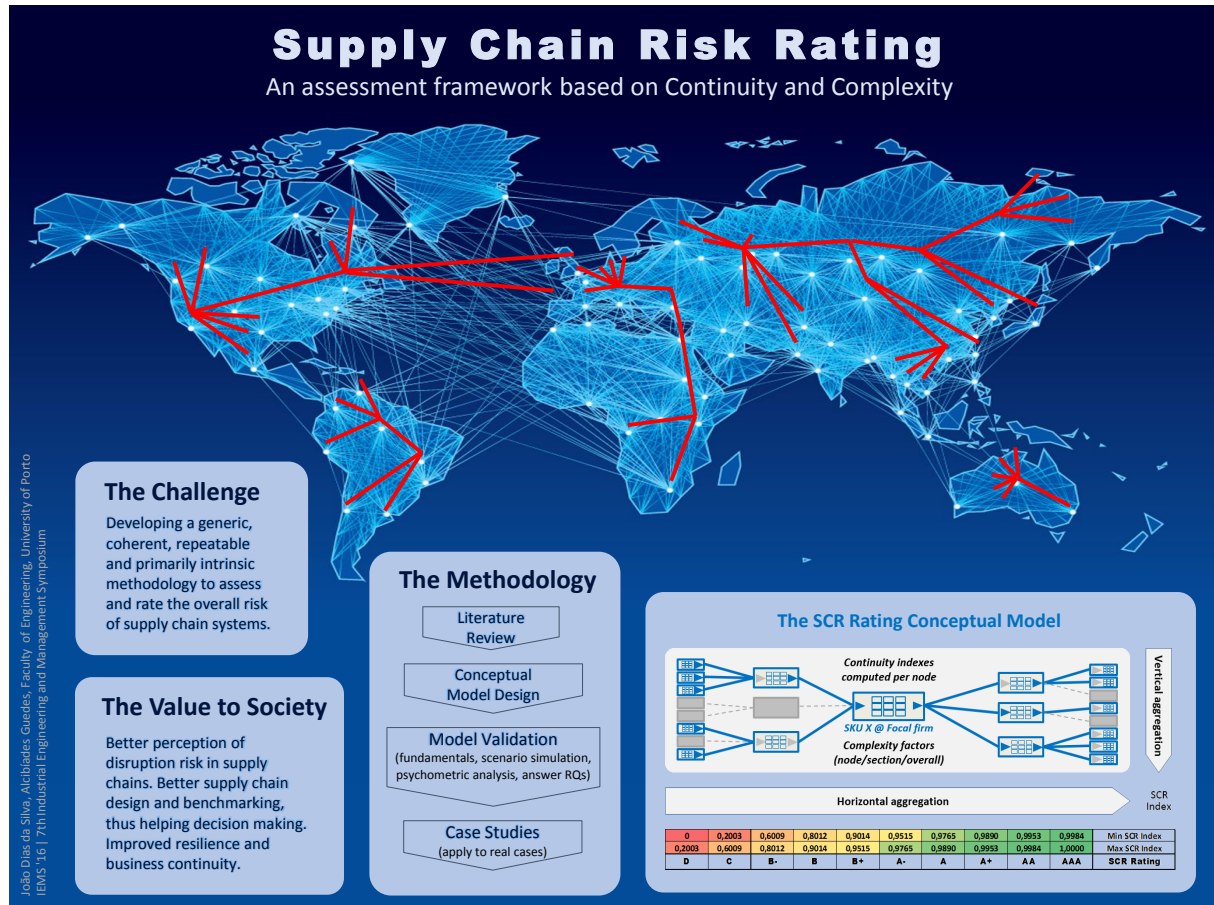 Supply Chain Risk Rating
An assessment framework based on Continuity and Complexity
The Challenge
Developing a generic,
coherent, repeatable
and primarily intrinsic
methodology to assess
and rate the overall risk
of supply chain systems.
The Value to Society
Better perception of
disruption risk in supply
chains. Better supply chain
design and benchmarking,
thus helping decision making.
Improved resilience and
business continuity.
The Methodology
Literature
Review
Conceptual
Model Design
Model Validation
(fundamentals, scenario simulation,
psychometric analysis, answer RQs)
Case Studies
(apply to real cases)
The SCR Rating Conceptual Model
Continuity indexes
computed per node
SKU X @ Focal firm
Complexity factors
(node/section/overall)
Vertical aggregation
Horizontal aggregation
SCR
Index
0 0,2003 0,6009 0,8012 0,9014 0,9515 0,9765 0,9890 0,9953 0,9984 Min SCR Index
0,2003 0,6009 0,8012 0,9014 0,9515 0,9765 0,9890 0,9953 0,9984 1,0000 Max SCR Index
D C B- B B+ A- A A+ AA AAA SCR Rating
João Dias da Silva, Alcibíades Guedes, Faculty of Engineering, University of Porto
IEMS '16 | 7th Industrial Engineering and Management Symposium